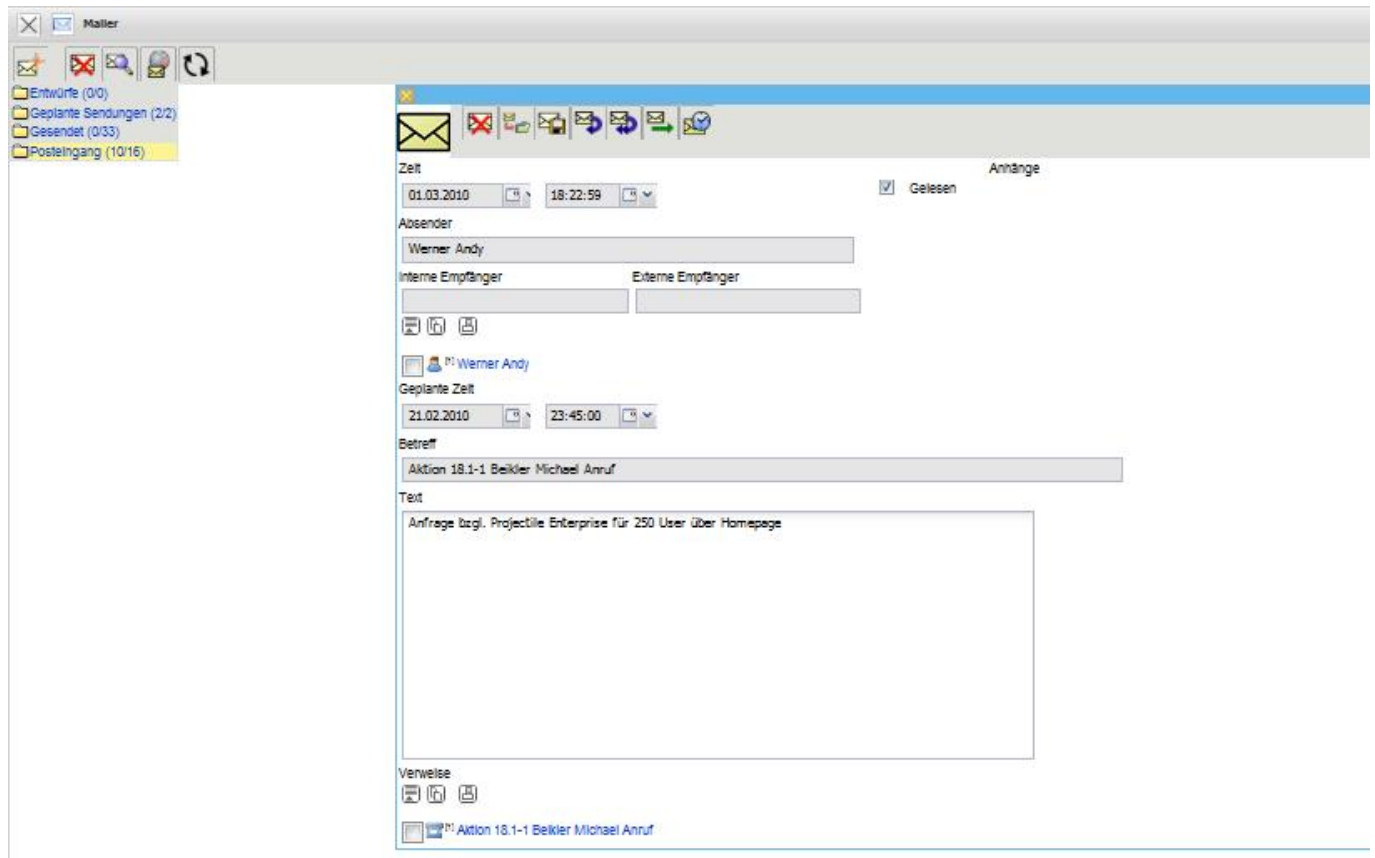 Mailer
Entwürfe (0/0)
Geplante Sendungen (2/2)
Gesendet (0/33)
Posteingang (10/16)
Zeit
Anhänge
01.03.2010 18:22:59 Gelesen
Absender
Werner Andy
Interne Empfänger Externe Empfänger
Werner Andy
Geplante Zeit
21.02.2010 23:45:00
Betreff
Aktion 18.1-1 Beikler Michael Anruf
Text
Anfrage bzgl. Projectile Enterprise für 250 User über Homepage
Verweise
Aktion 18.1-1 Beikler Michael Anruf